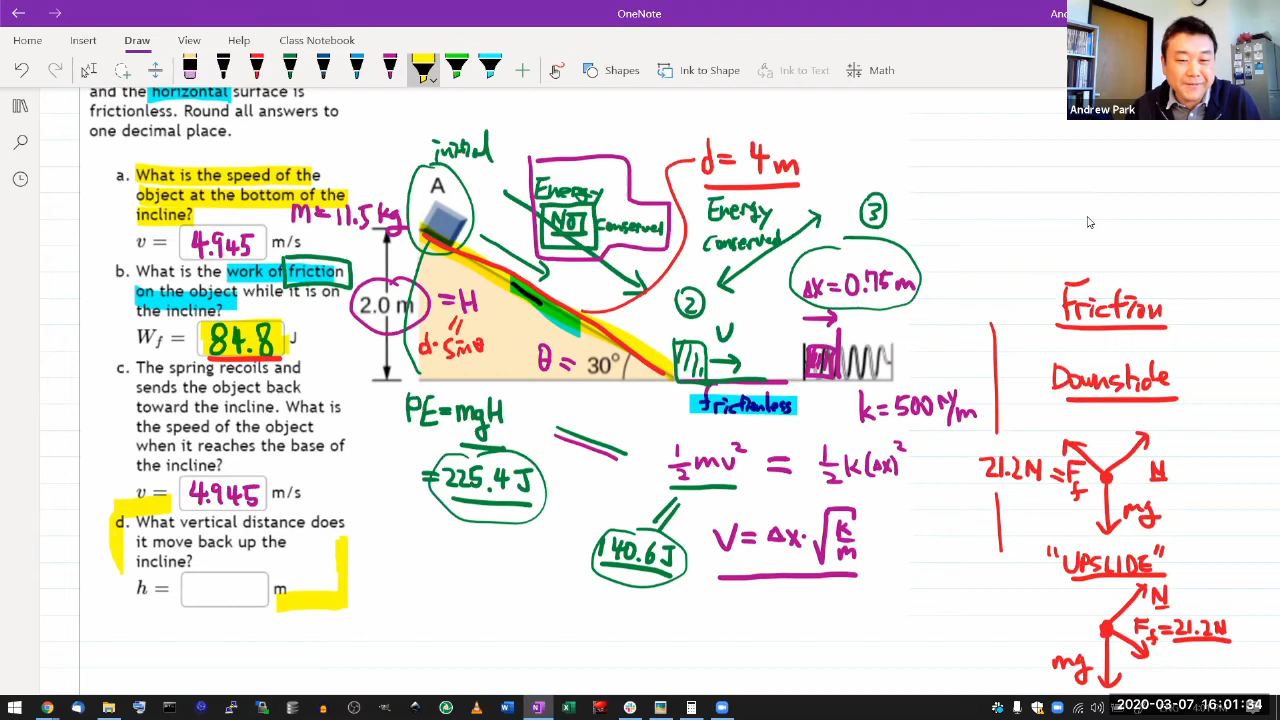 OneNote
Home Insert Draw View Help Class Notebook
Shapes Ink to Shape Ink to Text Math
Andrew Park
and the horizontal surface is
frictionless. Round all answers to
one decimal place.
a. What is the speed of the
object at the bottom of the
incline?
v = 4.945 m/s
b. What is the work of friction
on the object while it is on
the incline?
Wf = 84.8 J
c. The spring recoils and
sends the object back
toward the incline. What is
the speed of the object
when it reaches the base of
the incline?
v = 4.945 m/s
d. What vertical distance does
it move back up the
incline?
h = m
initial
A
M = 11.5 kg
2.0 m = H
= d·sinθ
Energy
NOT
Conserved
d = 4 m
Energy
Conserved
③
Δx = 0.75 m
②
v
θ = 30°
frictionless
k = 500 N/m
PE = mgH
= 225.4 J
½mv² = ½k(Δx)²
140.6 J
V = Δx·√(k/m)
Friction
Downslide
21.2N = Ff
N
mg
"UPSLIDE"
N
Ff = 21.2N
mg
2020-03-07 16:01:34